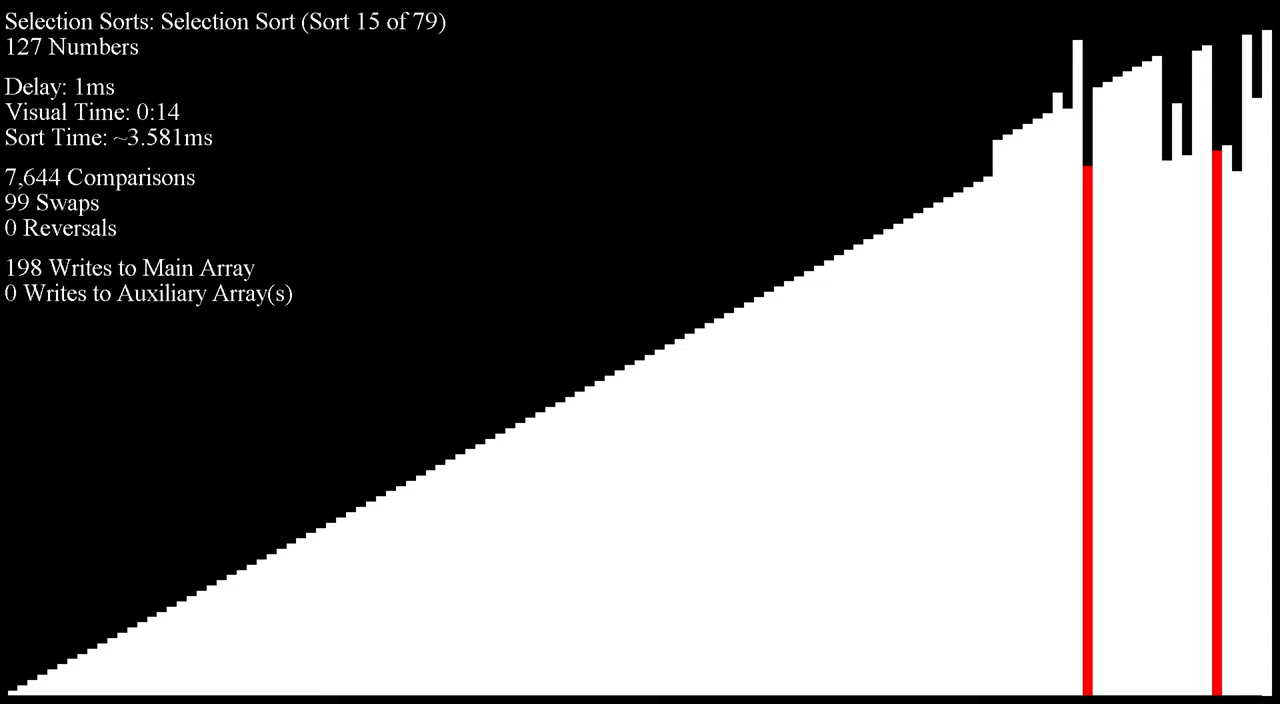 Selection Sorts: Selection Sort (Sort 15 of 79)
127 Numbers
Delay: 1ms
Visual Time: 0:14
Sort Time: ~3.581ms
7,644 Comparisons
99 Swaps
0 Reversals
198 Writes to Main Array
0 Writes to Auxiliary Array(s)